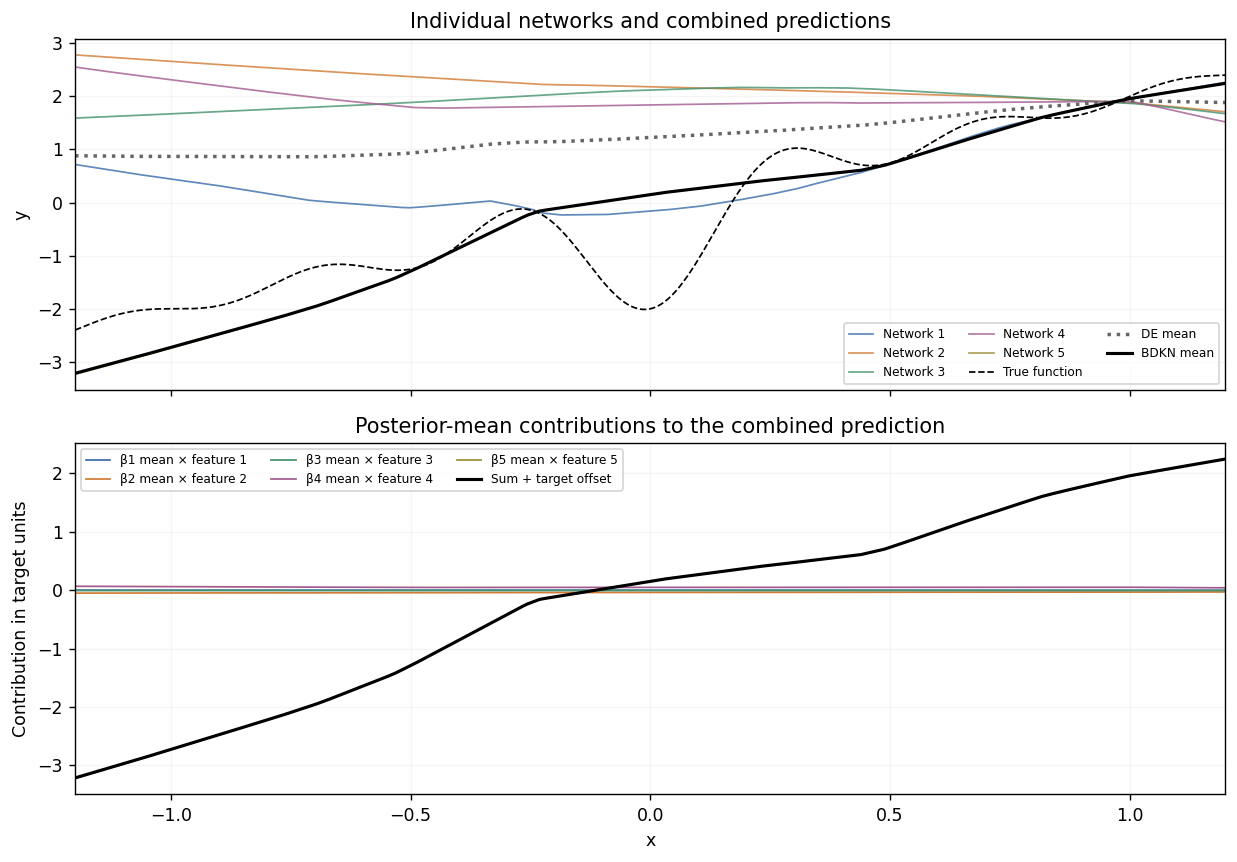 Individual networks and combined predictions
3
2
1
0
−1
−2
−3
y
Network 1
Network 2
Network 3
Network 4
Network 5
True function
DE mean
BDKN mean
Posterior-mean contributions to the combined prediction
β1 mean × feature 1
β2 mean × feature 2
β3 mean × feature 3
β4 mean × feature 4
β5 mean × feature 5
Sum + target offset
2
1
0
−1
−2
−3
Contribution in target units
−1.0
−0.5
0.0
0.5
1.0
x